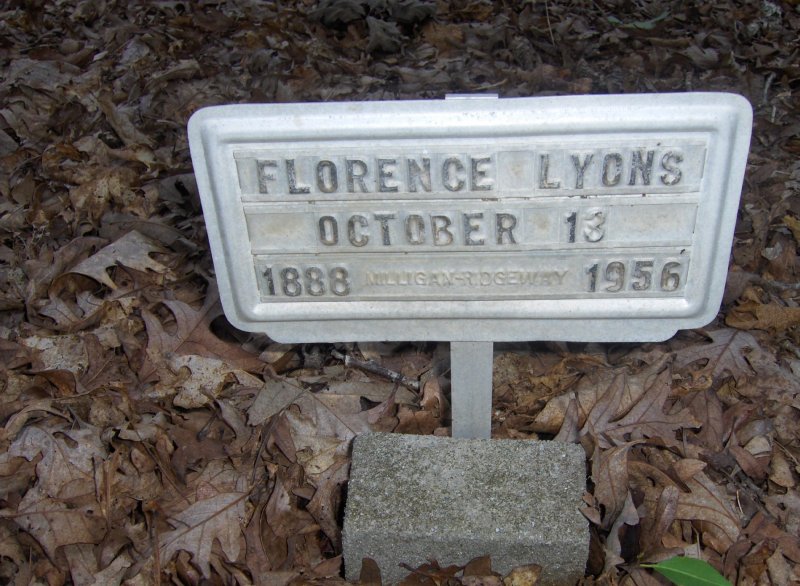 FLORENCE LYONS
OCTOBER 13
1888 MILLIGAN-RIDGEWAY 1956